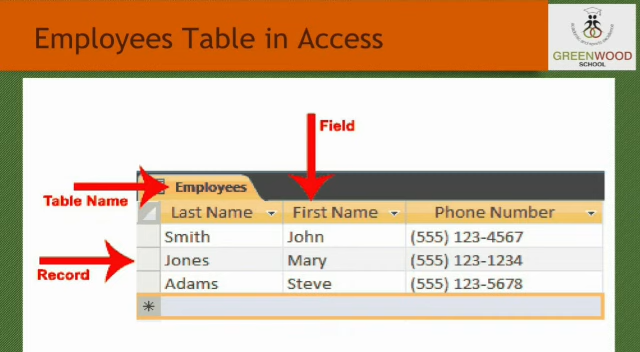 Employees Table in Access
GREENWOOD
SCHOOL
Field
Employees
Table Name
Last Name First Name Phone Number
Smith John (555) 123-4567
Jones Mary (555) 123-1234
Record
Adams Steve (555) 123-5678